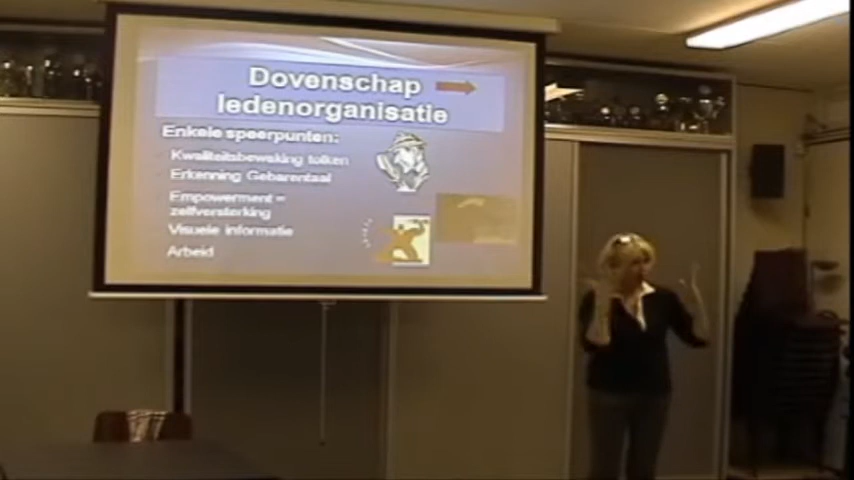 Dovenschap
ledenorganisatie
Enkele speerpunten:
Kwaliteitsbewaking tolken
Erkenning Gebarentaal
Empowerment =
zelfversterking
Visuele informatie
Arbeid